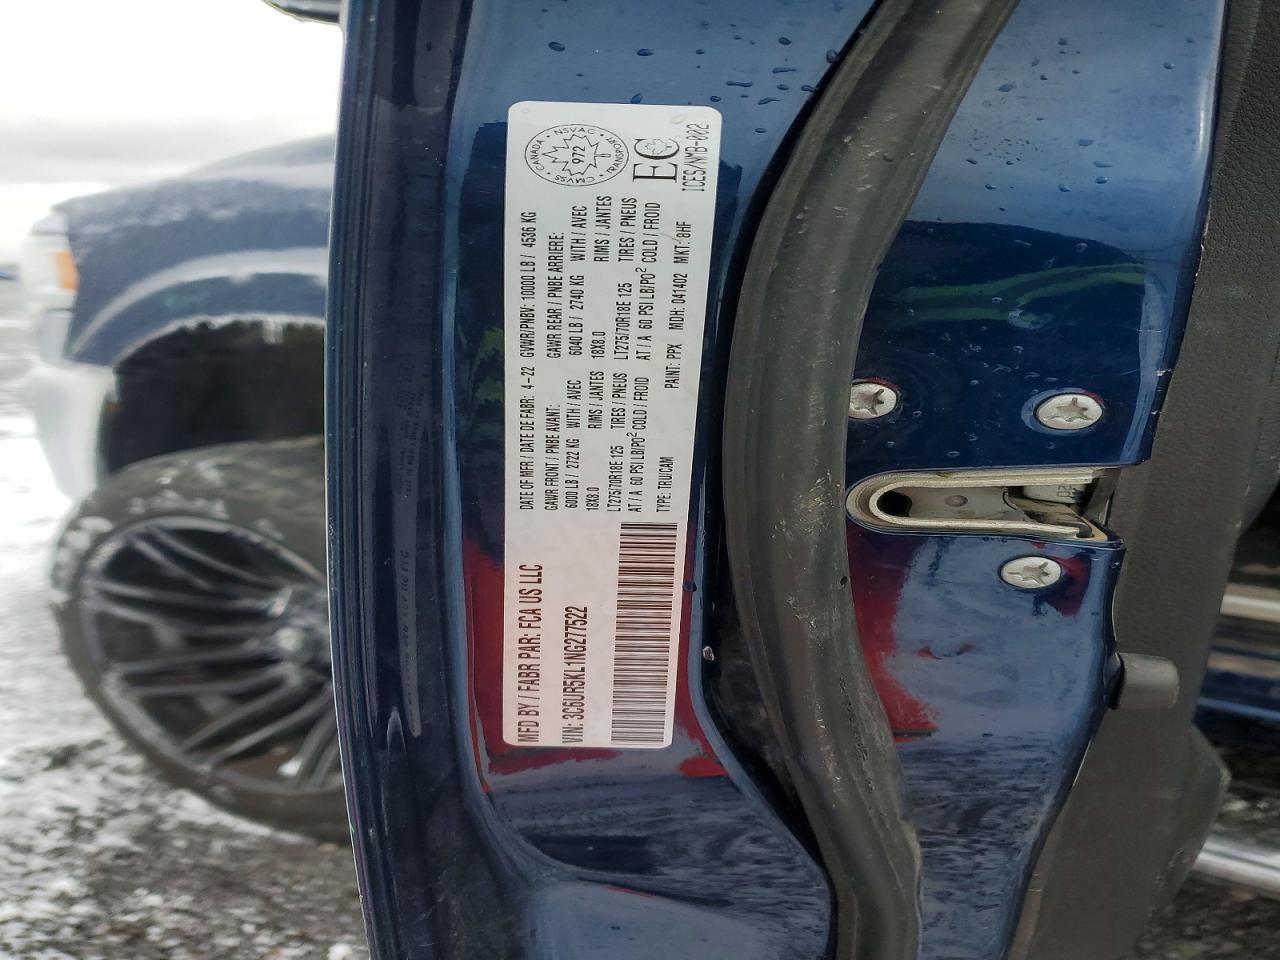 MFD BY / FABR PAR: FCA US LLC
VIN: 3C6UR5KL1NG277522
DATE OF MFR / DATE DE FABR: 4-22 GVWR/PNBV: 10000 LB / 4536 KG
GAWR FRONT / PNBE AVANT: GAWR REAR / PNBE ARRIERE:
6000 LB / 2722 KG WITH / AVEC 6040 LB / 2740 KG WITH / AVEC
18X8.0 RIMS / JANTES 18X8.0 RIMS / JANTES
LT275/70R18E 125 TIRES / PNEUS LT275/70R18E 125 TIRES / PNEUS
AT / A 60 PSI LB/PO² COLD / FROID AT / A 60 PSI LB/PO² COLD / FROID
TYPE: TRUCAM PAINT: PPX MDH: 041402 MKT: 8HF
CANADA · NSVAC · TRANSPORT · CMVSS
972
EC
ICES/NMB-002